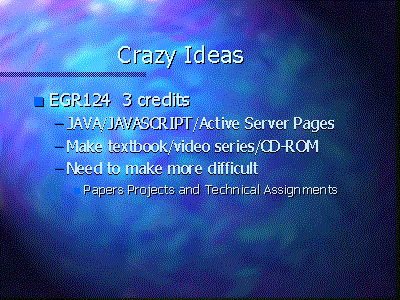 Crazy Ideas
EGR124 3 credits
–JAVA/JAVASCRIPT/Active Server Pages
–Make textbook/video series/CD-ROM
–Need to make more difficult
Papers Projects and Technical Assignments